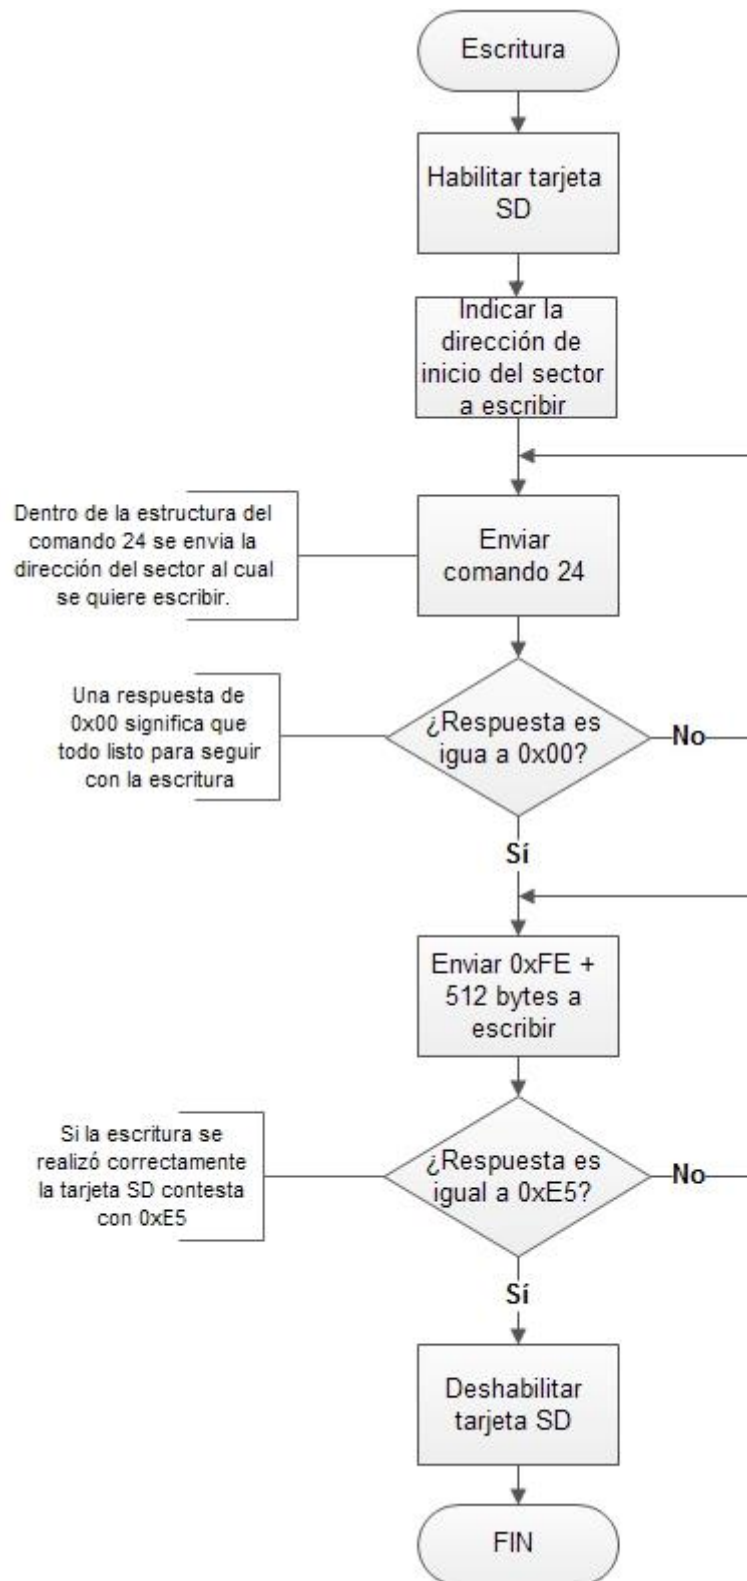 Escritura
Habilitar tarjeta
SD
Indicar la
dirección de
inicio del sector
a escribir
Dentro de la estructura del
comando 24 se envia la
dirección del sector al cual
se quiere escribir.
Enviar
comando 24
Una respuesta de
0x00 significa que
todo listo para seguir
con la escritura
¿Respuesta es
igua a 0x00?
No
Sí
Enviar 0xFE +
512 bytes a
escribir
Si la escritura se
realizó correctamente
la tarjeta SD contesta
con 0xE5
¿Respuesta es
igual a 0xE5?
No
Sí
Deshabilitar
tarjeta SD
FIN